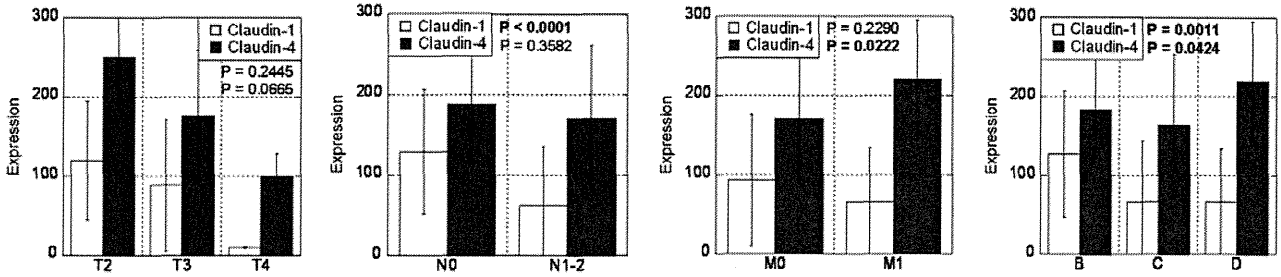 300
Claudin-1
Claudin-4
P = 0.2445
P = 0.0665
200
Expression
100
0
T2 T3 T4
300
Claudin-1 P < 0.0001
Claudin-4 P = 0.3582
200
Expression
100
0
N0 N1-2
300
Claudin-1 P = 0.2290
Claudin-4 P = 0.0222
200
Expression
100
0
M0 M1
300
Claudin-1 P = 0.0011
Claudin-4 P = 0.0424
200
Expression
100
0
B C D